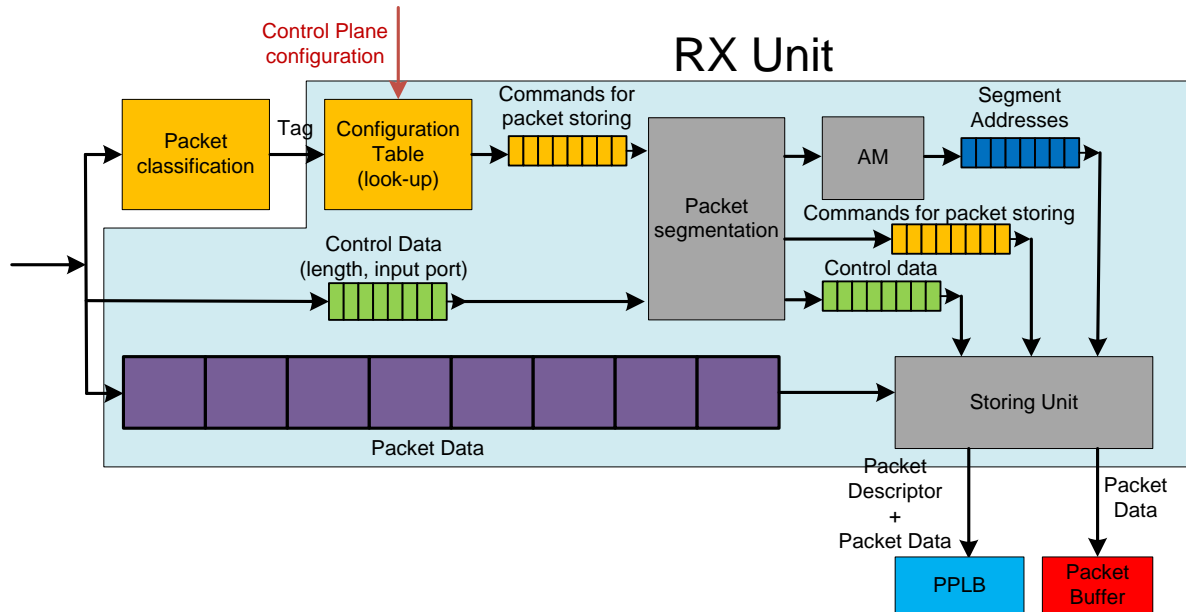 Control Plane
configuration
RX Unit
Packet
classification
Tag
Configuration
Table
(look-up)
Commands for
packet storing
Packet
segmentation
AM
Segment
Addresses
Commands for packet storing
Control Data
(length, input port)
Control data
Packet Data
Storing Unit
Packet
Descriptor
+
Packet Data
Packet
Data
PPLB
Packet
Buffer